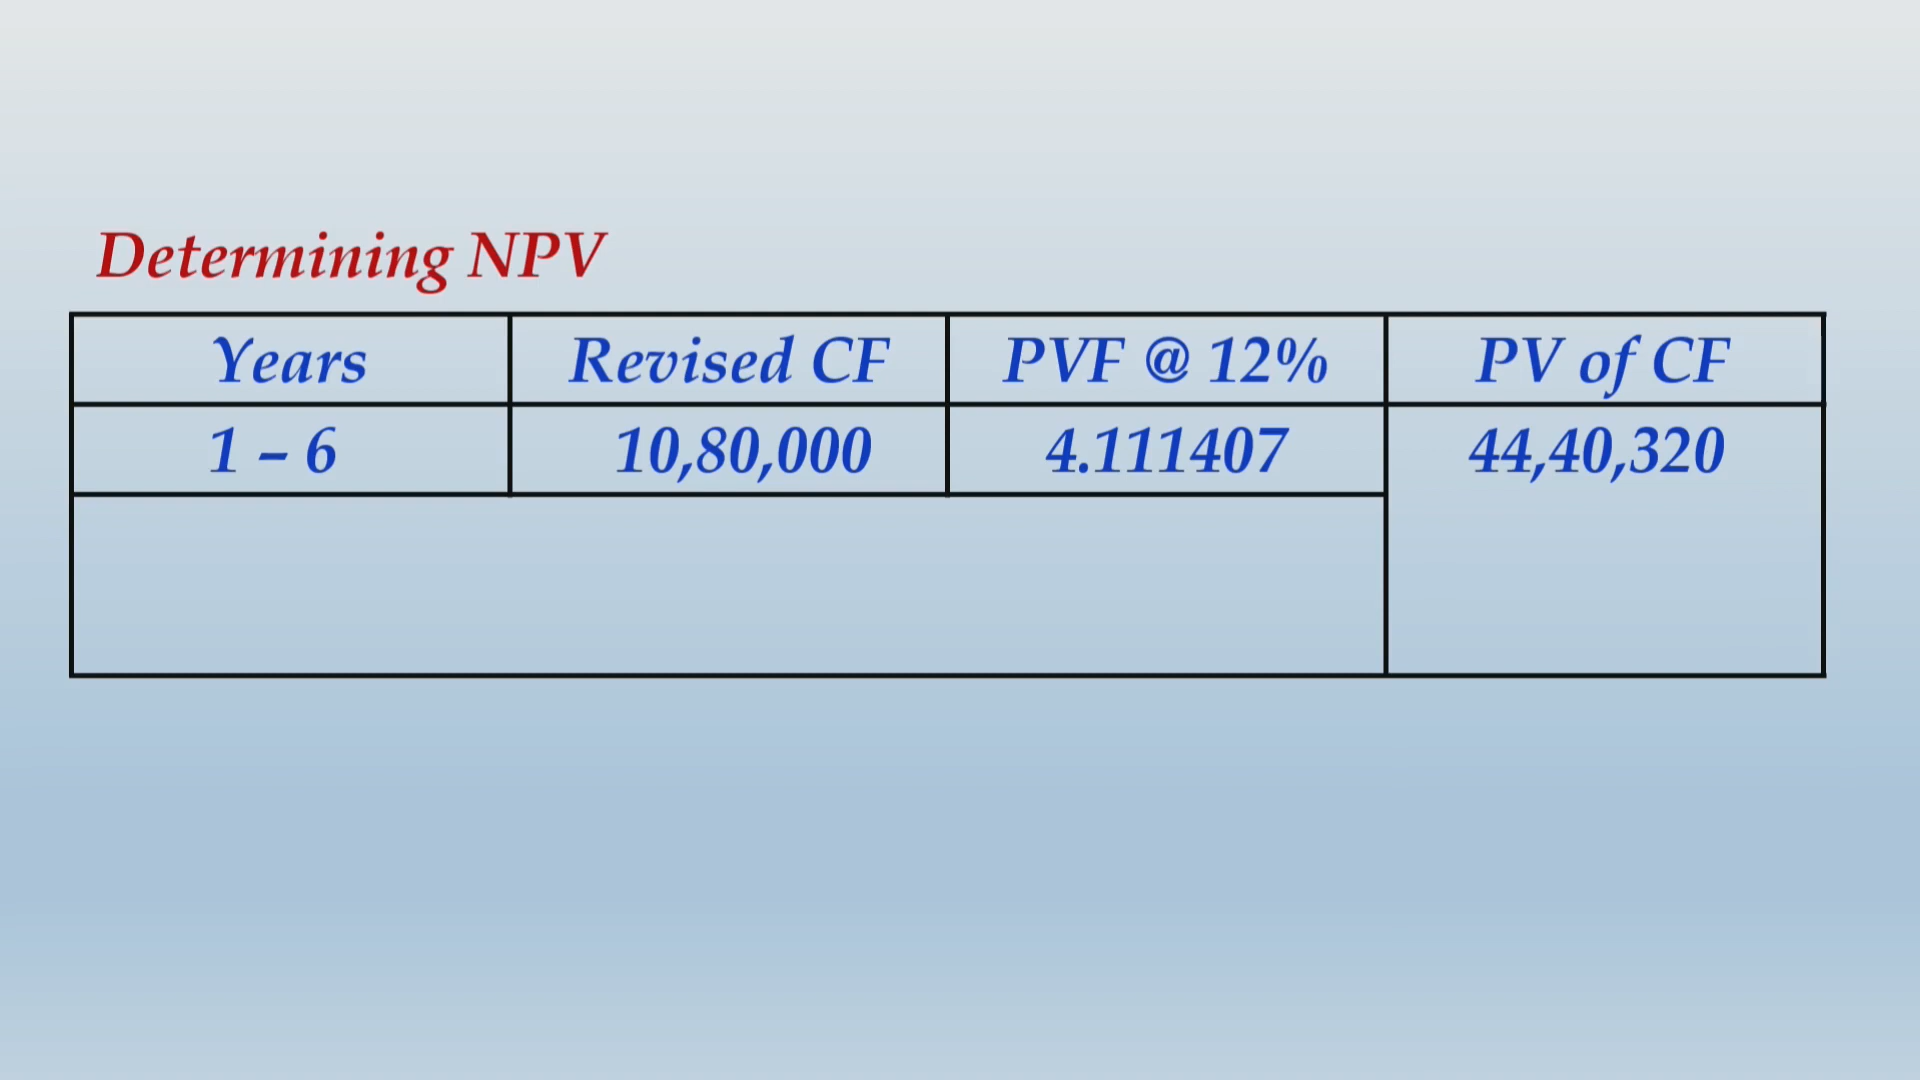 Determining NPV
Years Revised CF PVF @ 12% PV of CF
1 – 6 10,80,000 4.111407 44,40,320